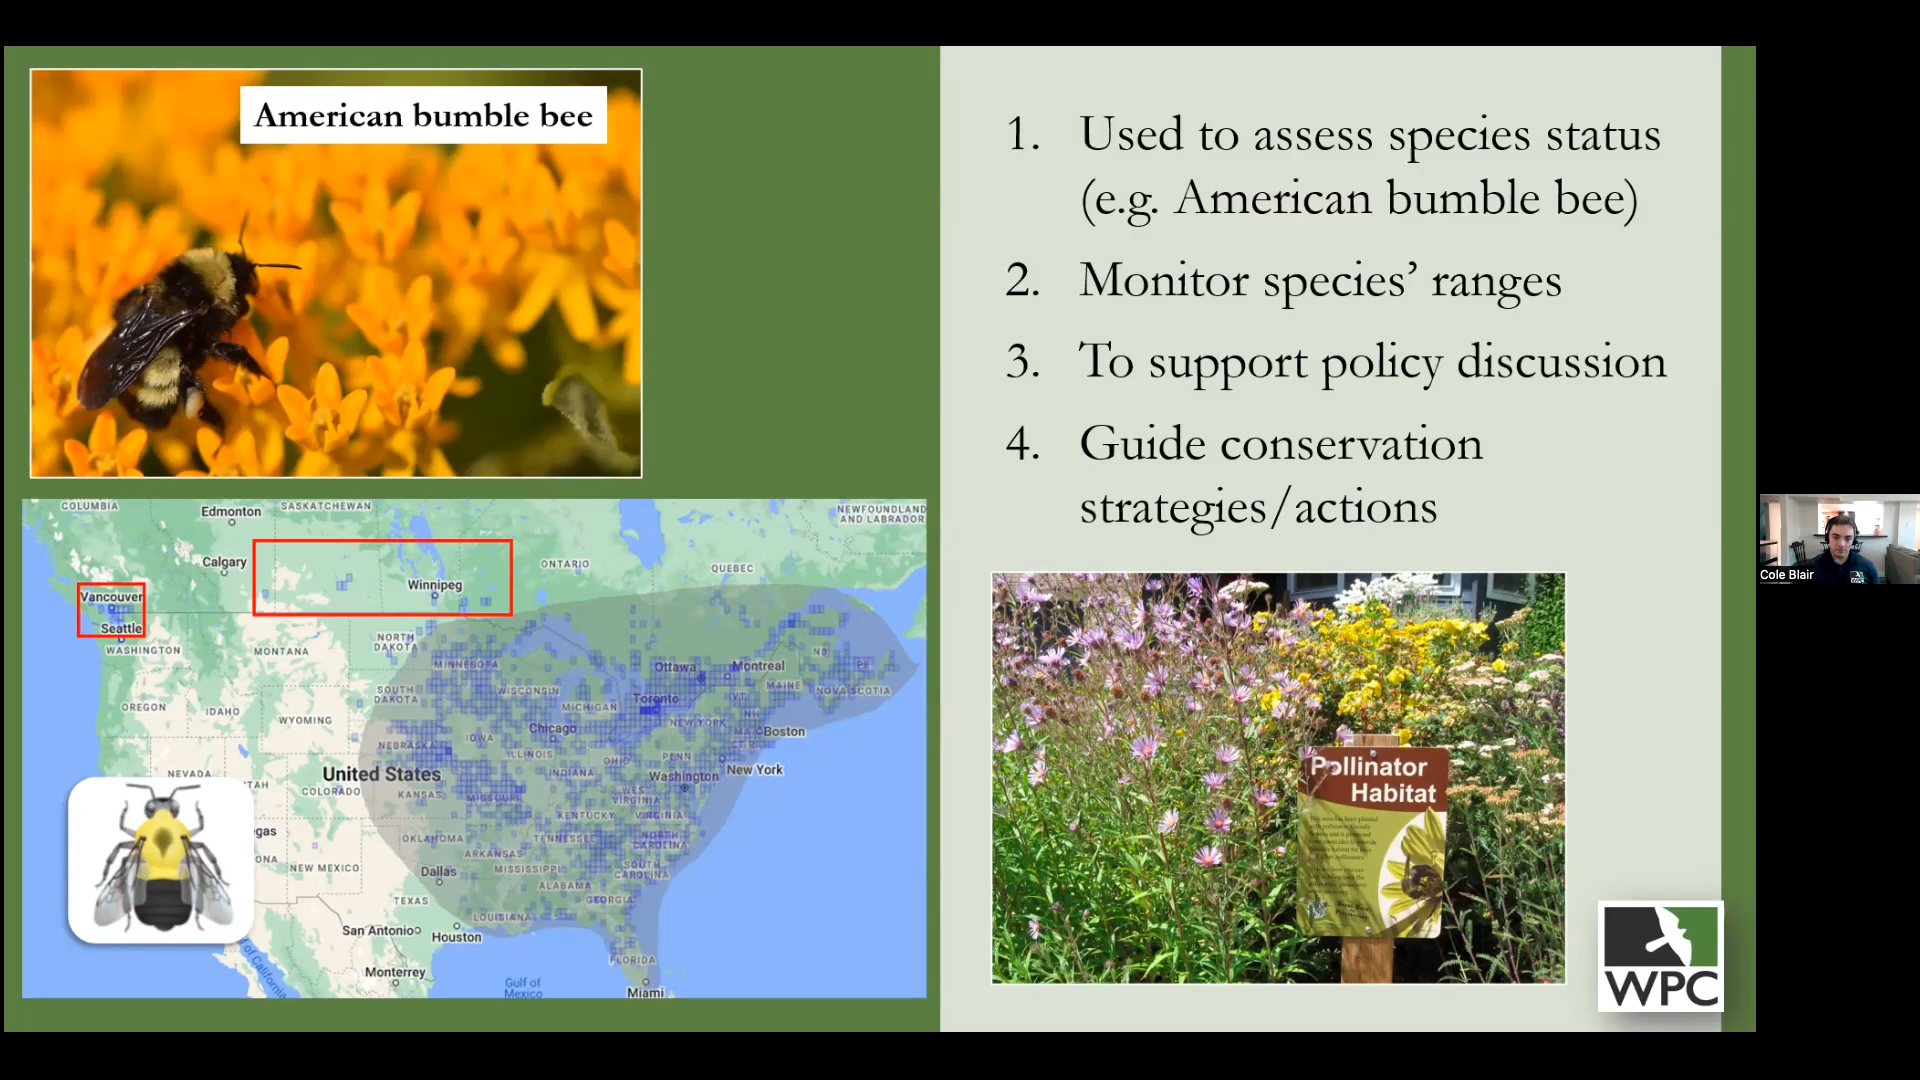 American bumble bee
1. Used to assess species status
(e.g. American bumble bee)
2. Monitor species’ ranges
3. To support policy discussion
4. Guide conservation
strategies/actions
COLUMBIA
Edmonton
SASKATCHEWAN
NEWFOUNDLAND
AND LABRADOR
Calgary
ONTARIO
QUEBEC
Winnipeg
Vancouver
Seattle
WASHINGTON
MONTANA
NORTH
DAKOTA
MINNESOTA
Ottawa
Montreal
NB
PE
MAINE
NOVA SCOTIA
OREGON
IDAHO
WYOMING
SOUTH
DAKOTA
WISCONSIN
MICHIGAN
Toronto
VT
NH
NEW YORK
Chicago
Boston
IOWA
NEBRASKA
ILLINOIS
INDIANA
OHIO
PENN
New York
NEVADA
UTAH
United States
COLORADO
KANSAS
MISSOURI
Washington
WEST
VIRGINIA
KENTUCKY
VIRGINIA
egas
ONA
NEW MEXICO
OKLAHOMA
ARKANSAS
TENNESSEE
NORTH
CAROLINA
Dallas
MISSISSIPPI
SOUTH
CAROLINA
ALABAMA
TEXAS
GEORGIA
LOUISIANA
San Antonio
Houston
FLORIDA
Monterrey
Gulf of
Mexico
Miami
of California
Pollinator
Habitat
WPC
Cole Blair